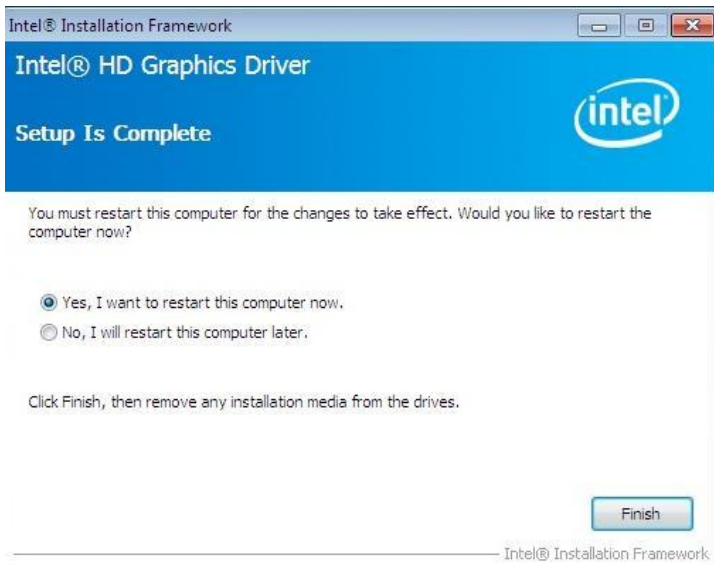 Intel® Installation Framework
Intel® HD Graphics Driver
intel
Setup Is Complete
You must restart this computer for the changes to take effect. Would you like to restart the
computer now?
Yes, I want to restart this computer now.
No, I will restart this computer later.
Click Finish, then remove any installation media from the drives.
Finish
Intel® Installation Framework